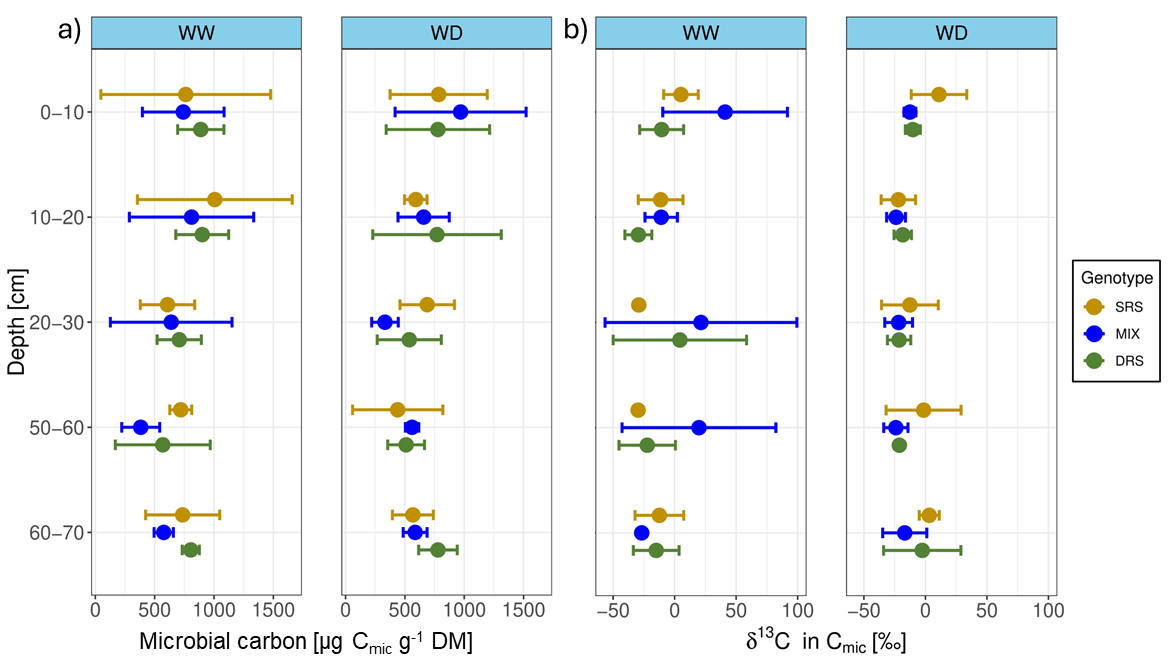 a) WW WD b) WW WD
0−10
10−20
20−30
50−60
60−70
Depth [cm]
0 500 1000 1500 0 500 1000 1500 −50 0 50 100 −50 0 50 100
Microbial carbon [µg Cmic g-1 DM] δ13C in Cmic [‰]
Genotype
SRS
MIX
DRS